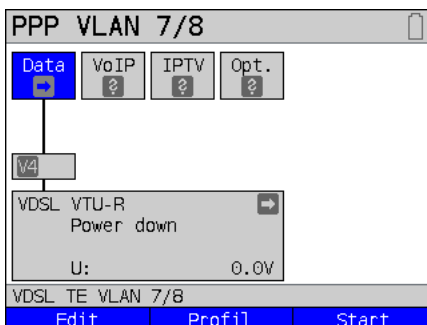 PPP VLAN 7/8
Data VoIP IPTV Opt.
? ? ?
V4
VDSL VTU-R
Power down
U: 0.0V
VDSL TE VLAN 7/8
Edit Profil Start